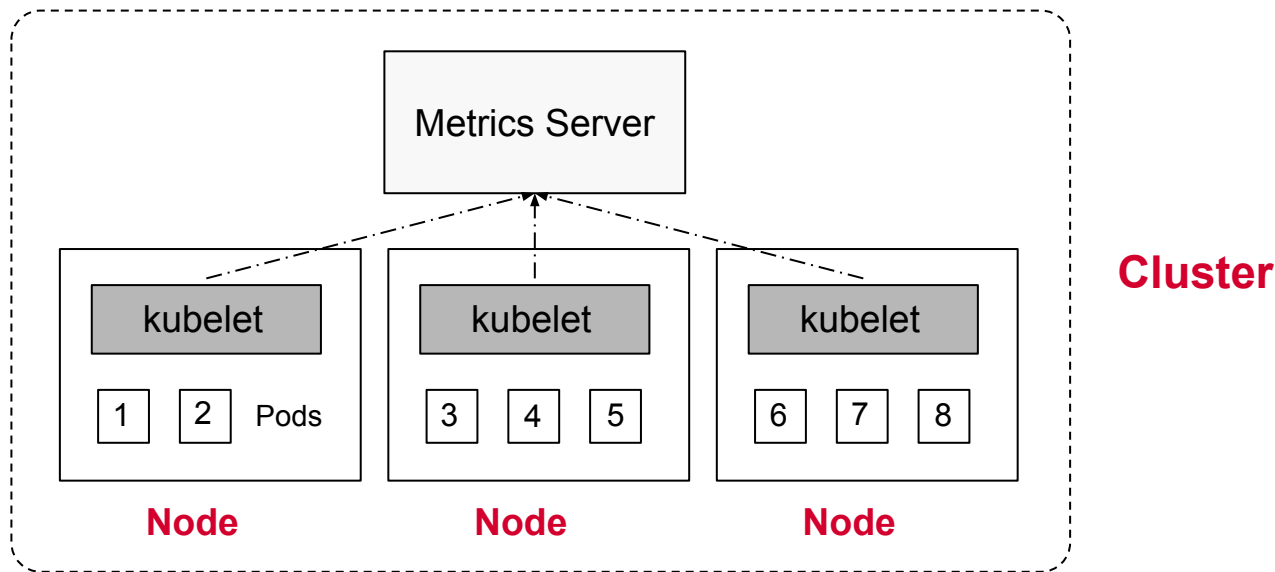 Metrics Server
Cluster
kubelet
kubelet
kubelet
1 2 Pods
3 4 5
6 7 8
Node
Node
Node